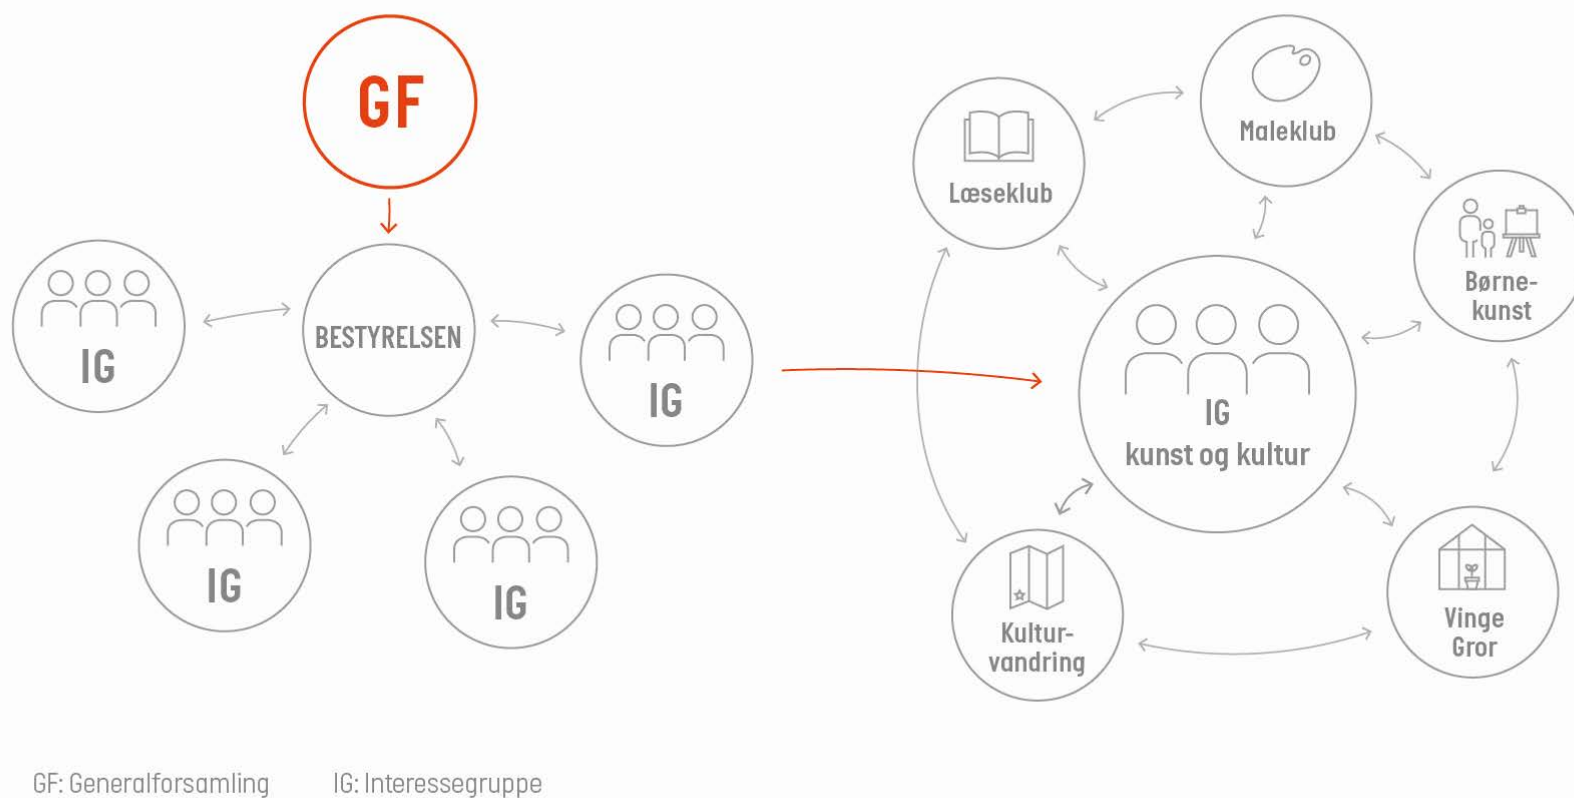 GF
BESTYRELSEN
IG
IG
IG
IG
Læseklub
Maleklub
Børne-
kunst
IG
kunst og kultur
Kultur-
vandring
Vinge
Gror
GF: Generalforsamling
IG: Interessegruppe